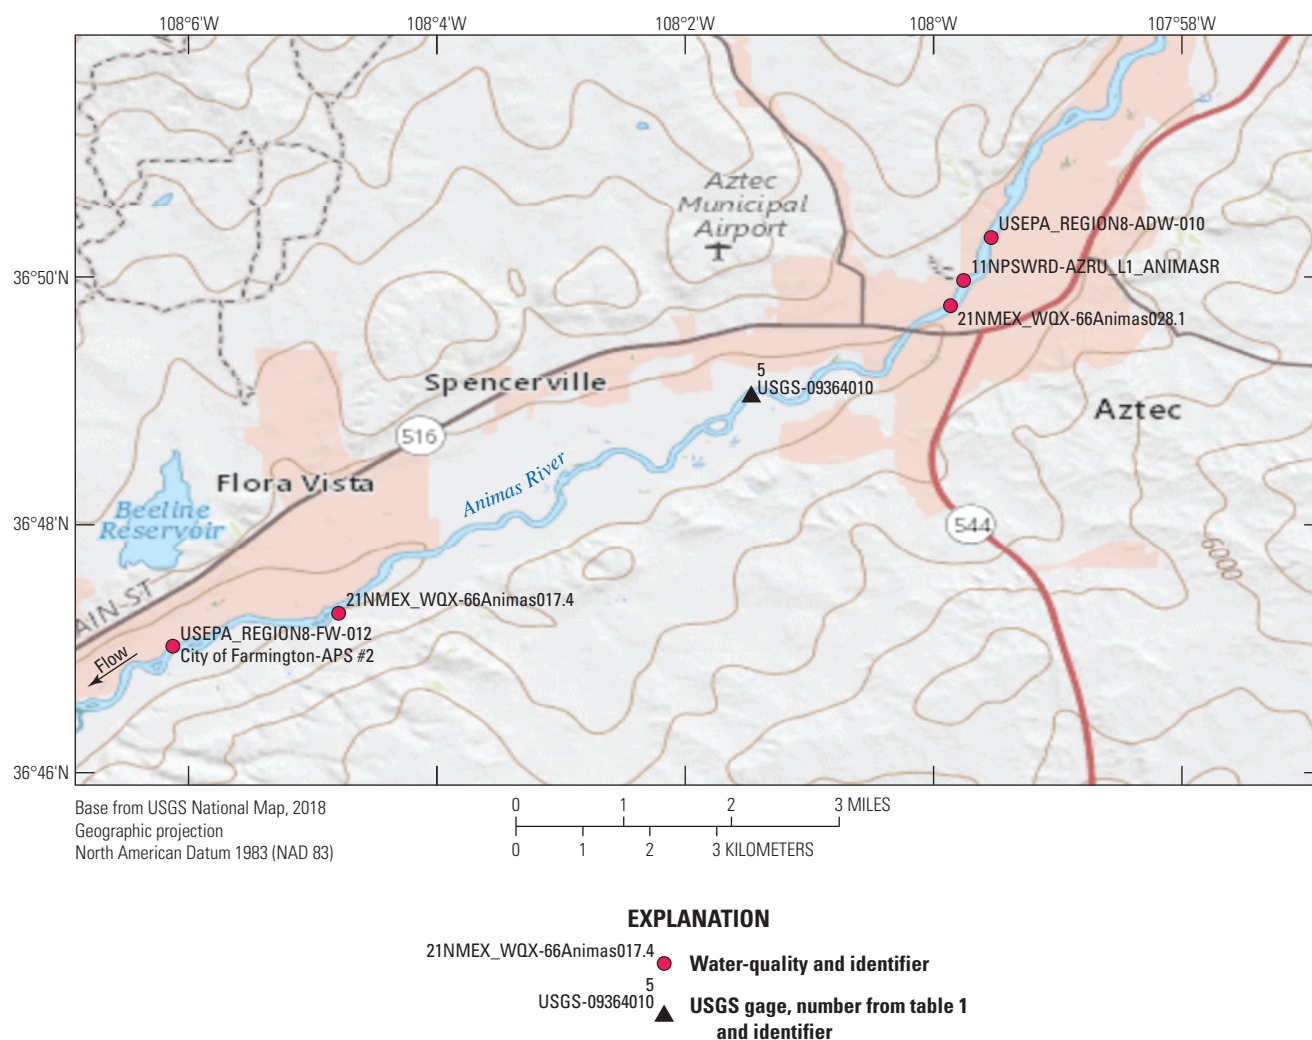 108°6'W 108°4'W 108°2'W 108°W 107°58'W
Aztec
Municipal
Airport
USEPA_REGION8-ADW-010
36°50'N
11NPSWRD-AZRU_L1_ANIMASR
21NMEX_WQX-66Animas028.1
5
USGS-09364010
Spencerville
Aztec
516
Animas River
Flora Vista
Beeline
Reservoir
36°48'N
544
6000
AIN-ST
21NMEX_WQX-66Animas017.4
USEPA_REGION8-FW-012
City of Farmington-APS #2
Flow
36°46'N
Base from USGS National Map, 2018
Geographic projection
North American Datum 1983 (NAD 83)
0 1 2 3 MILES
0 1 2 3 KILOMETERS
EXPLANATION
21NMEX_WQX-66Animas017.4
Water-quality and identifier
5
USGS-09364010
USGS gage, number from table 1
and identifier